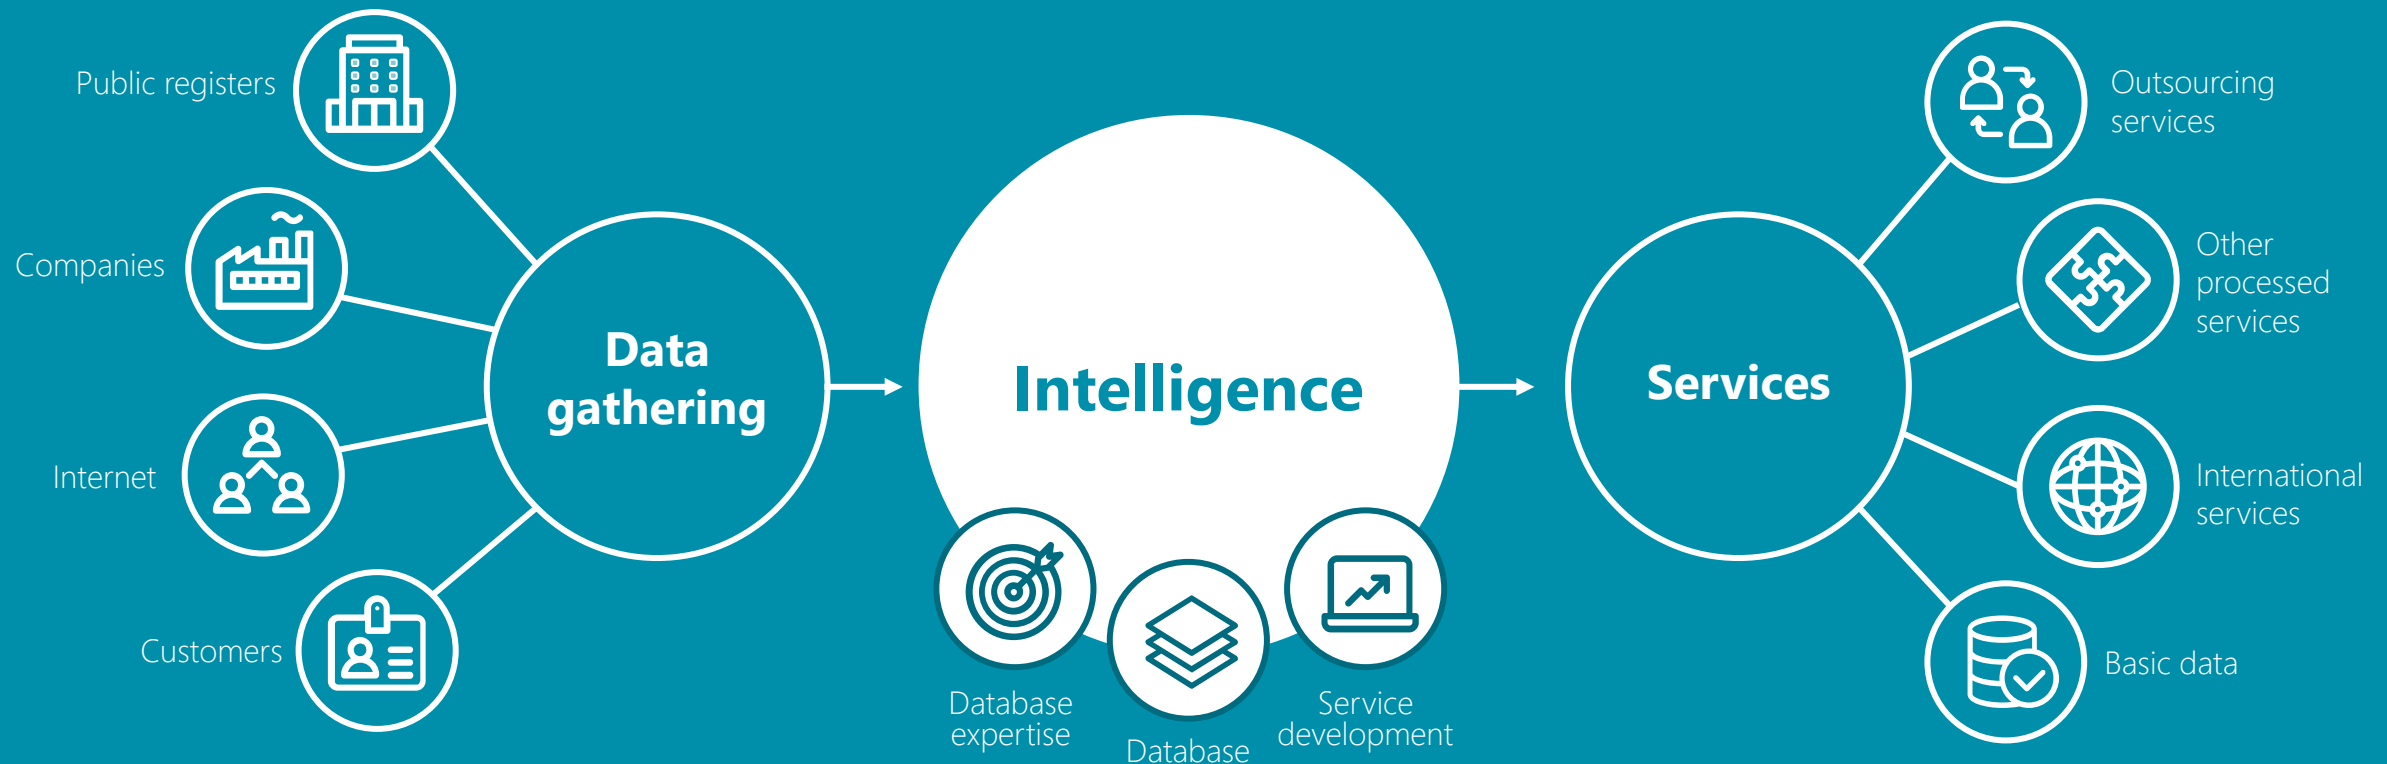 Public registers
Companies
Internet
Customers
Data
gathering
Intelligence
Database
expertise
Database
Service
development
Services
Outsourcing
services
Other
processed
services
International
services
Basic data